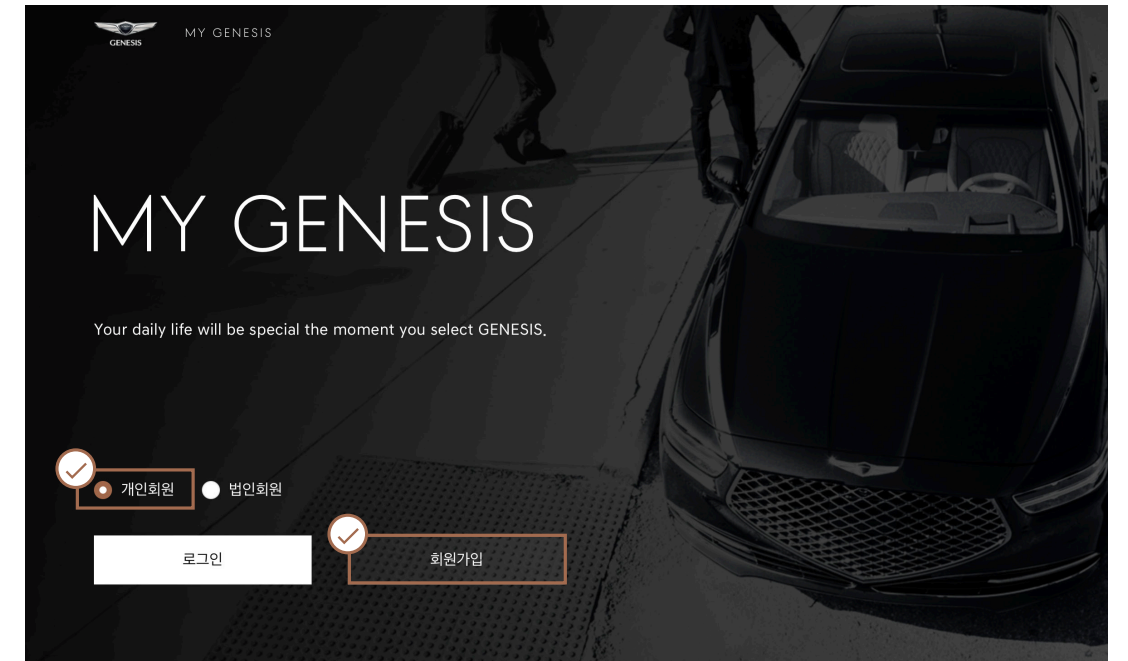 GENESIS
MY GENESIS
MY GENESIS
Your daily life will be special the moment you select GENESIS.
개인회원 법인회원
로그인 회원가입